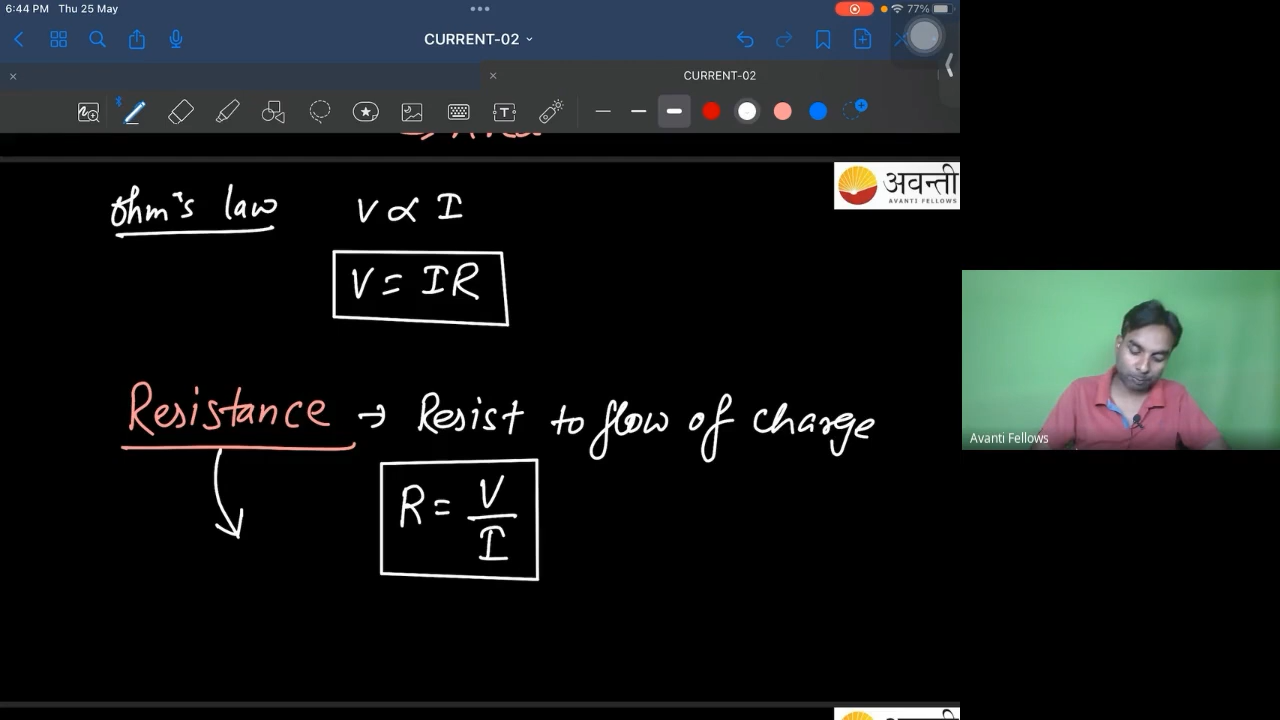 6:44 PM Thu 25 May
77%
CURRENT-02
CURRENT-02
अवन्ती
AVANTI FELLOWS
Ohm's law V ∝ I
V = IR
Resistance → Resist to flow of charge
R = V/I
Avanti Fellows